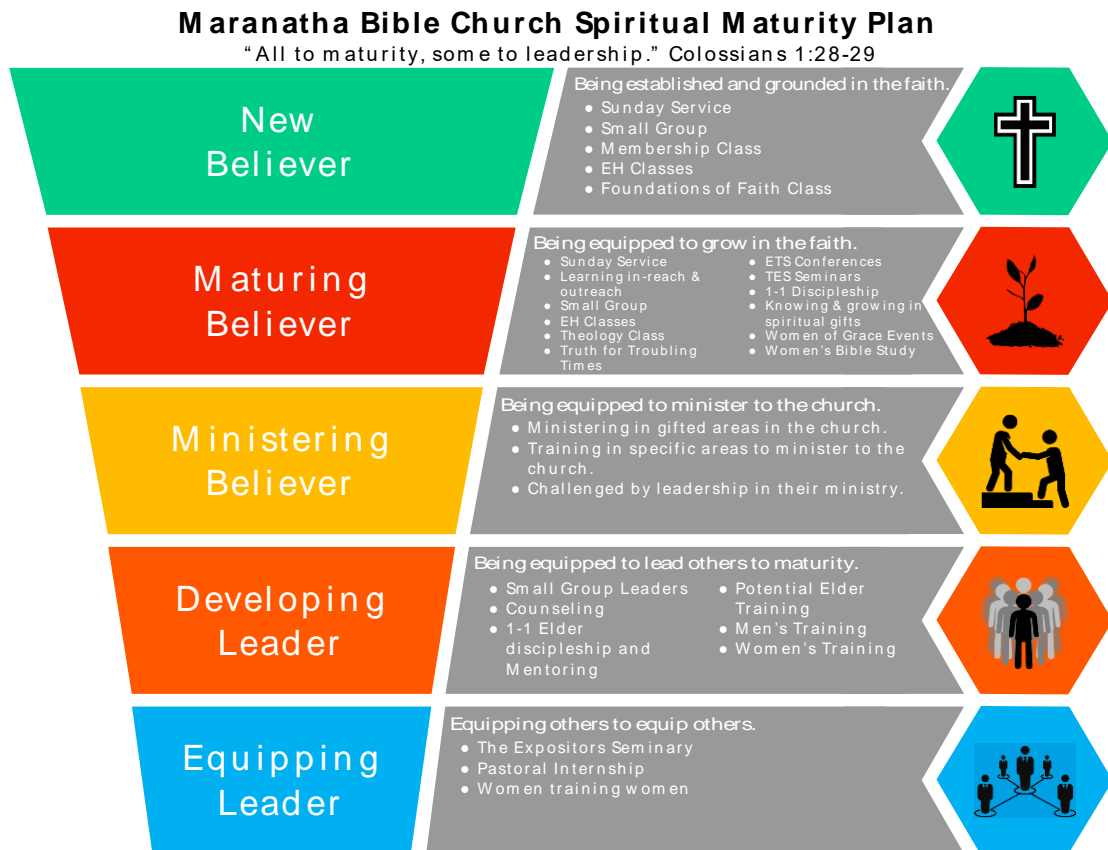 Maranatha Bible Church Spiritual Maturity Plan
“All to maturity, some to leadership.” Colossians 1:28-29
New
Believer
Being established and grounded in the faith.
● Sunday Service
● Small Group
● Membership Class
● EH Classes
● Foundations of Faith Class
Maturing
Believer
Being equipped to grow in the faith.
● Sunday Service
● Learning in-reach &
outreach
● Small Group
● EH Classes
● Theology Class
● Truth for Troubling
Times
● ETS Conferences
● TES Seminars
● 1-1 Discipleship
● Knowing & growing in
spiritual gifts
● Women of Grace Events
● Women’s Bible Study
Ministering
Believer
Being equipped to minister to the church.
● Ministering in gifted areas in the church.
● Training in specific areas to minister to the
church.
● Challenged by leadership in their ministry.
Developing
Leader
Being equipped to lead others to maturity.
● Small Group Leaders
● Counseling
● 1-1 Elder
discipleship and
Mentoring
● Potential Elder
Training
● Men’s Training
● Women’s Training
Equipping
Leader
Equipping others to equip others.
● The Expositors Seminary
● Pastoral Internship
● Women training women